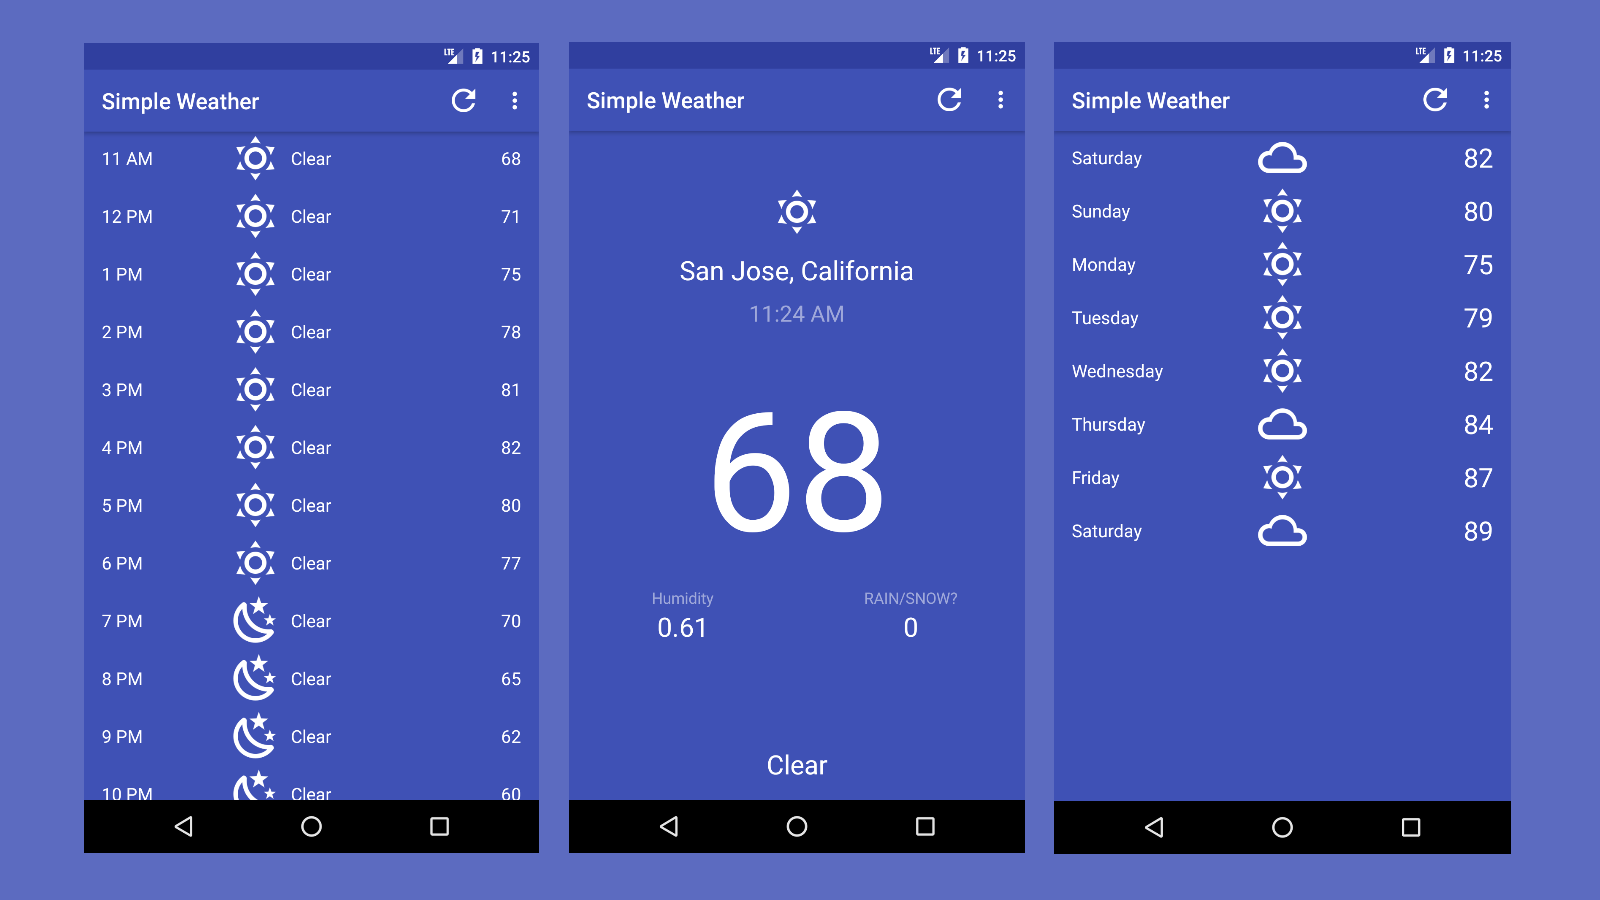 LTE 11:25
Simple Weather
11 AM Clear 68
12 PM Clear 71
1 PM Clear 75
2 PM Clear 78
3 PM Clear 81
4 PM Clear 82
5 PM Clear 80
6 PM Clear 77
7 PM Clear 70
8 PM Clear 65
9 PM Clear 62
10 PM Clear 60
LTE 11:25
Simple Weather
San Jose, California
11:24 AM
68
Humidity RAIN/SNOW?
0.61 0
Clear
LTE 11:25
Simple Weather
Saturday 82
Sunday 80
Monday 75
Tuesday 79
Wednesday 82
Thursday 84
Friday 87
Saturday 89